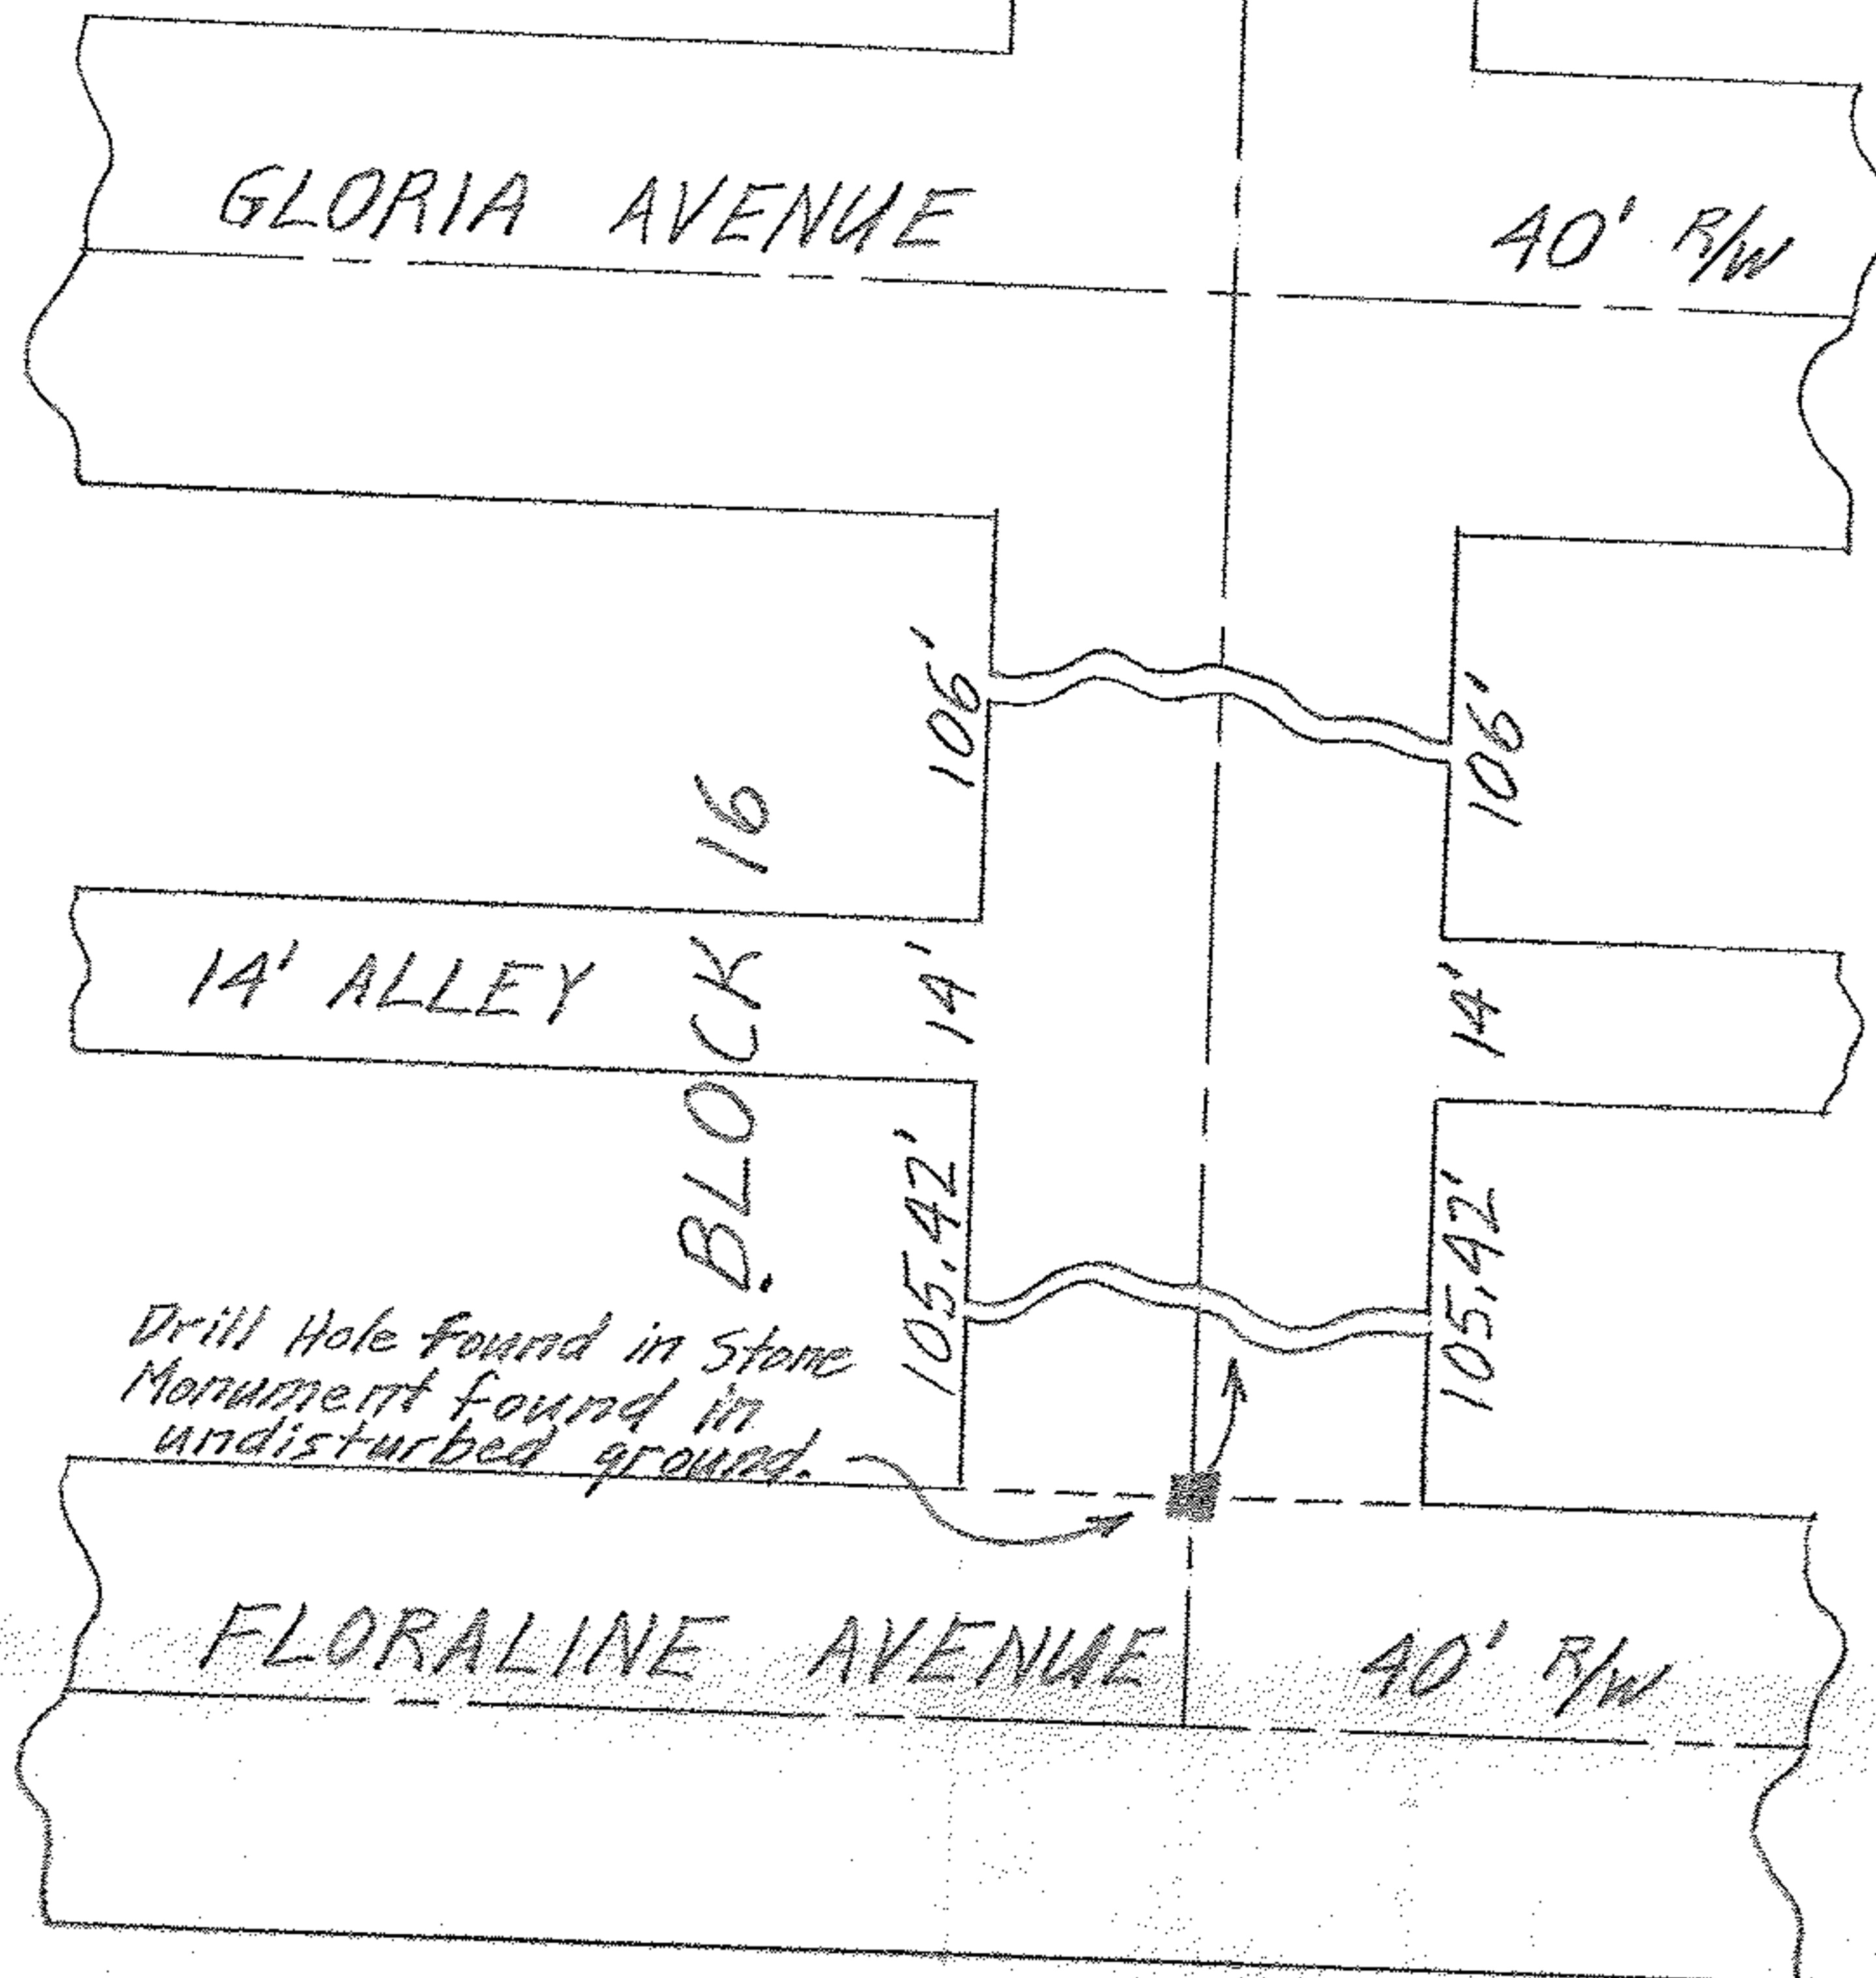 GLORIA AVENUE
40' R/W
106'
106'
BLOCK 16
14' ALLEY
14'
14'
105.42'
105.42'
Drill Hole found in Stone
Monument found in
undisturbed ground.
FLORALINE AVENUE
40' R/W